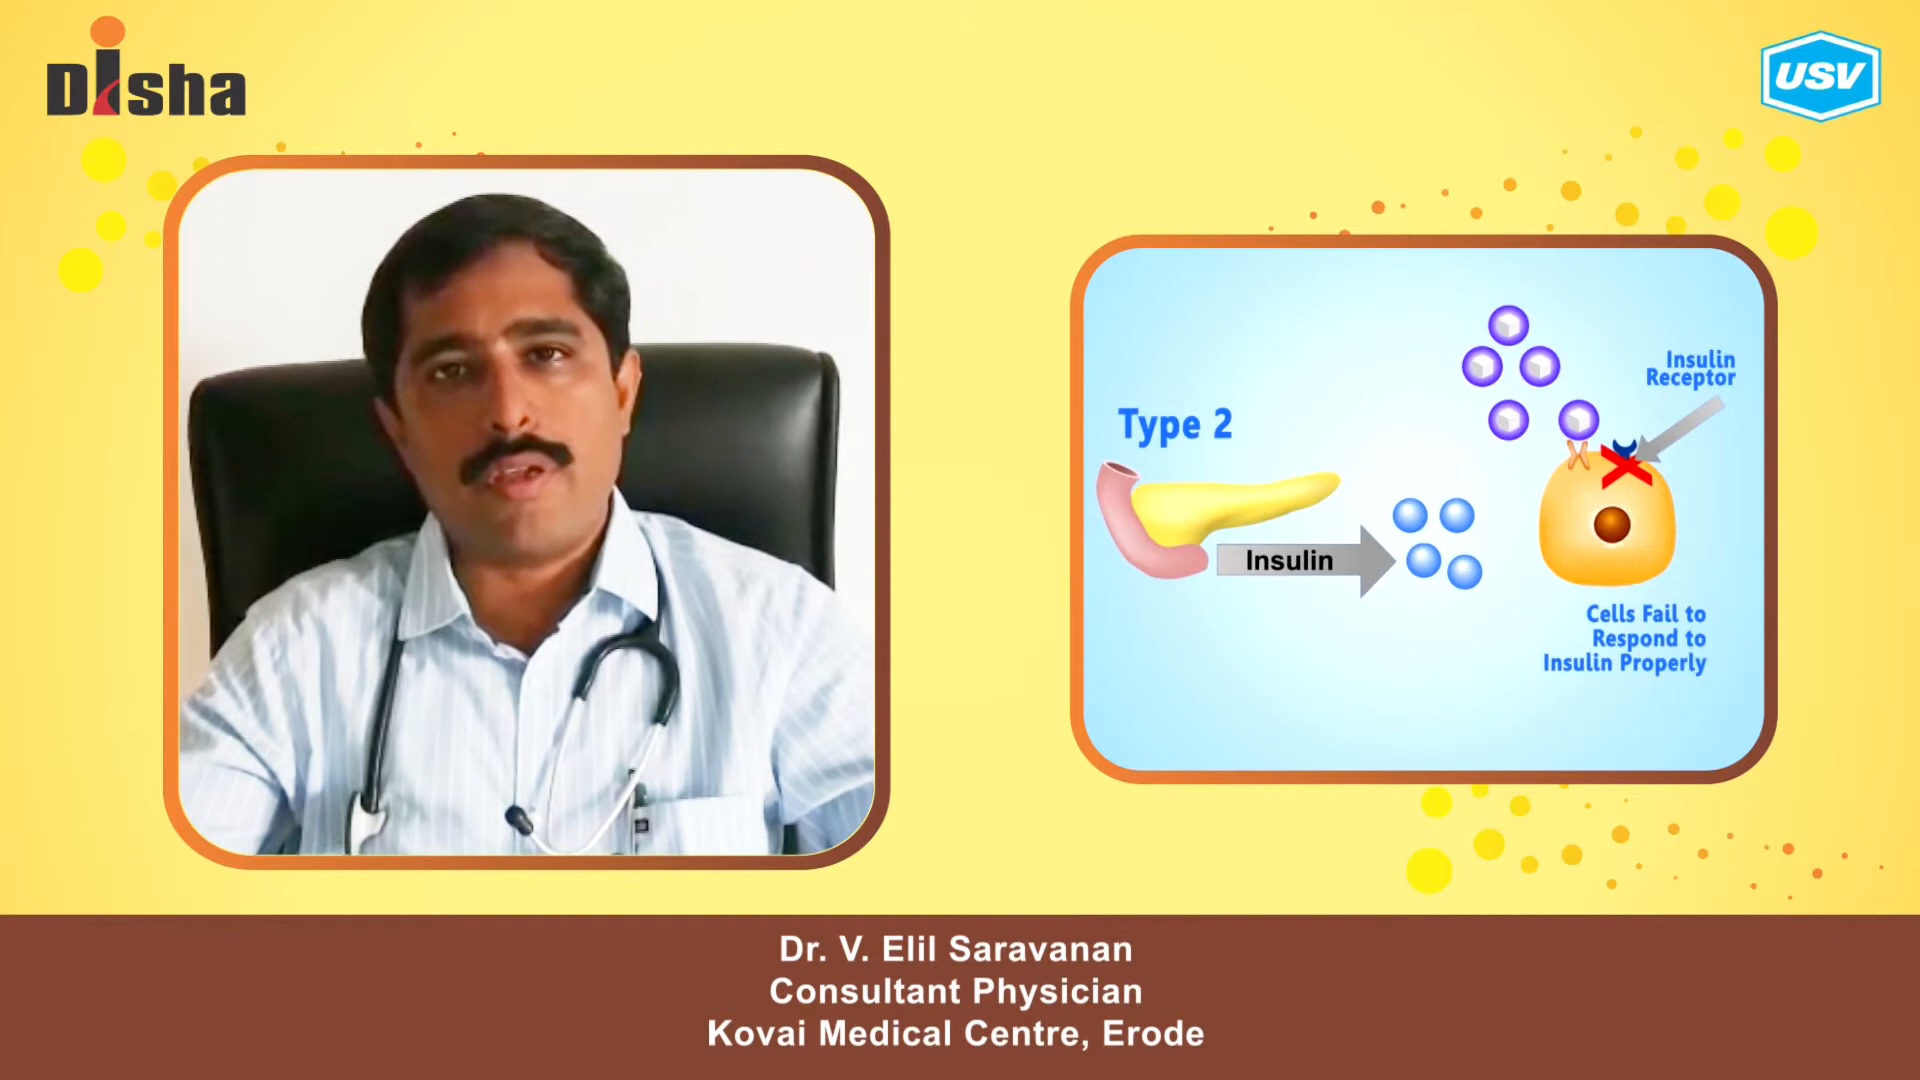 Disha
USV
Type 2
Insulin
Insulin
Receptor
Cells Fail to
Respond to
Insulin Properly
Dr. V. Elil Saravanan
Consultant Physician
Kovai Medical Centre, Erode